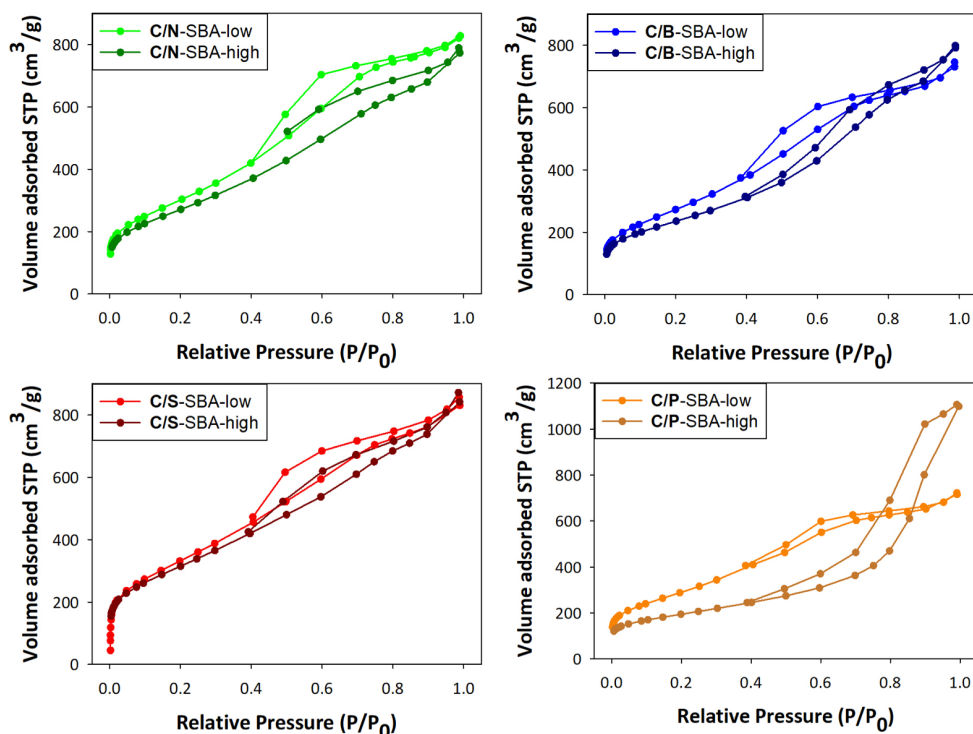 C/N-SBA-low
C/N-SBA-high
Volume adsorbed STP (cm³/g)
800
600
400
200
0
0.0 0.2 0.4 0.6 0.8 1.0
Relative Pressure (P/P₀)
C/B-SBA-low
C/B-SBA-high
Volume adsorbed STP (cm³/g)
800
600
400
200
0
0.0 0.2 0.4 0.6 0.8 1.0
Relative Pressure (P/P₀)
C/S-SBA-low
C/S-SBA-high
Volume adsorbed STP (cm³/g)
800
600
400
200
0
0.0 0.2 0.4 0.6 0.8 1.0
Relative Pressure (P/P₀)
C/P-SBA-low
C/P-SBA-high
Volume adsorbed STP (cm³/g)
1200
1000
800
600
400
200
0
0.0 0.2 0.4 0.6 0.8 1.0
Relative Pressure (P/P₀)